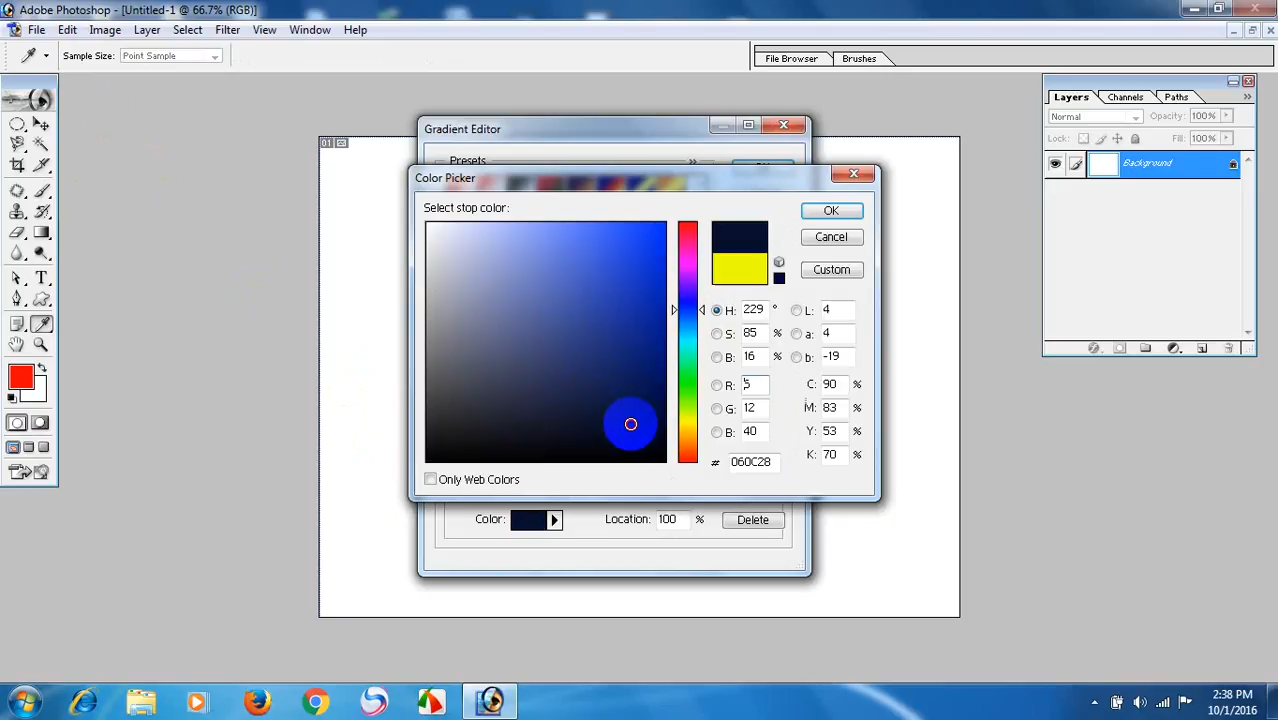 Adobe Photoshop - [Untitled-1 @ 66.7% (RGB)]
File Edit Image Layer Select Filter View Window Help
Sample Size: Point Sample
File Browser Brushes
Layers Channels Paths
Normal Opacity: 100%
Lock: Fill: 100%
Background
01
Gradient Editor
Presets
Color Picker
Select stop color:
OK
Cancel
Custom
H: 229 °
S: 85 %
B: 16 %
R: 5
G: 12
B: 40
# 060C28
L: 4
a: 4
b: -19
C: 90 %
M: 83 %
Y: 53 %
K: 70 %
Only Web Colors
Color: Location: 100 % Delete
2:38 PM
10/1/2016